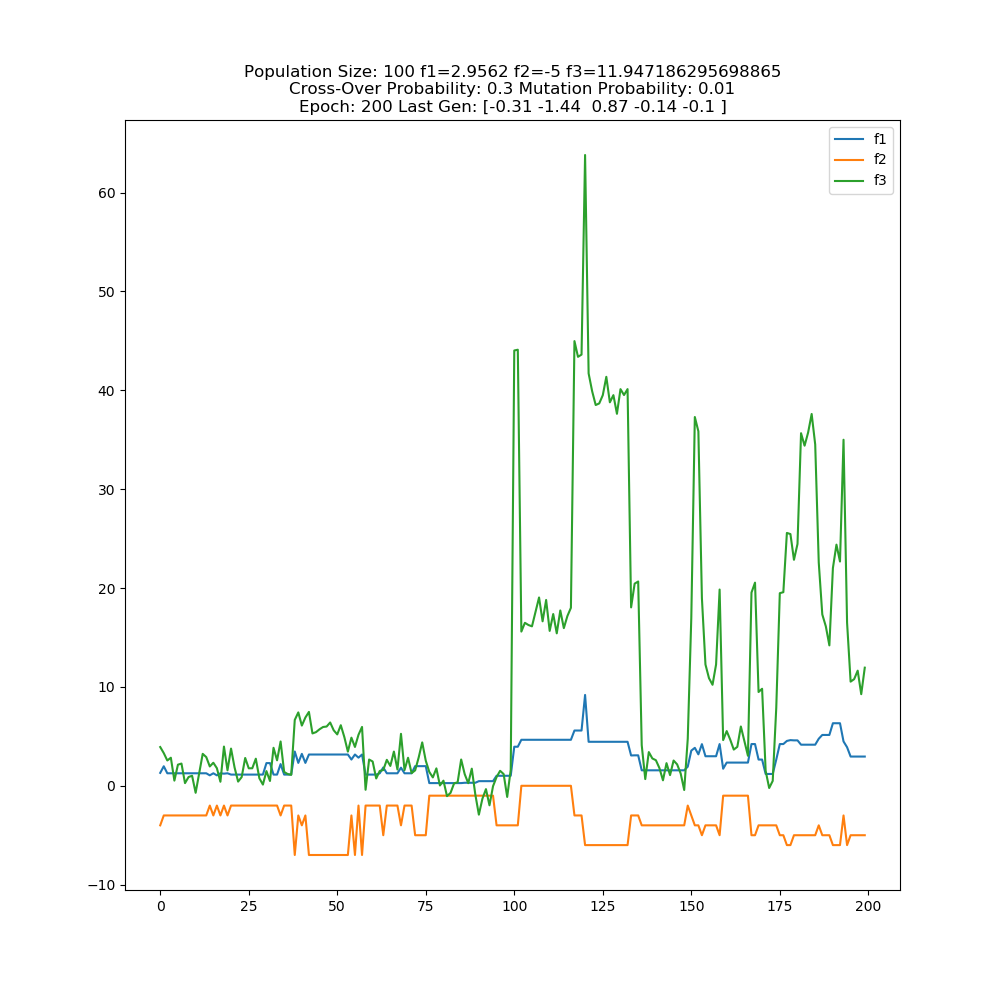 Population Size: 100 f1=2.9562 f2=-5 f3=11.947186295698865
Cross-Over Probability: 0.3 Mutation Probability: 0.01
Epoch: 200 Last Gen: [-0.31 -1.44  0.87 -0.14 -0.1 ]
f1
f2
f3
60
50
40
30
20
10
0
−10
0 25 50 75 100 125 150 175 200